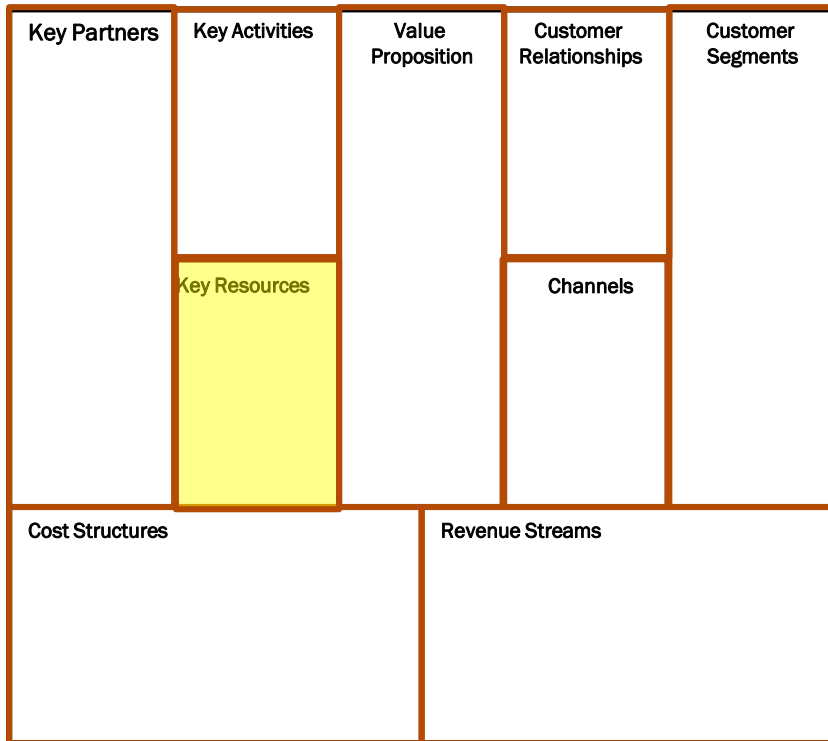 Key Partners
Key Activities
Value
Proposition
Customer
Relationships
Customer
Segments
Key Resources
Channels
Cost Structures
Revenue Streams